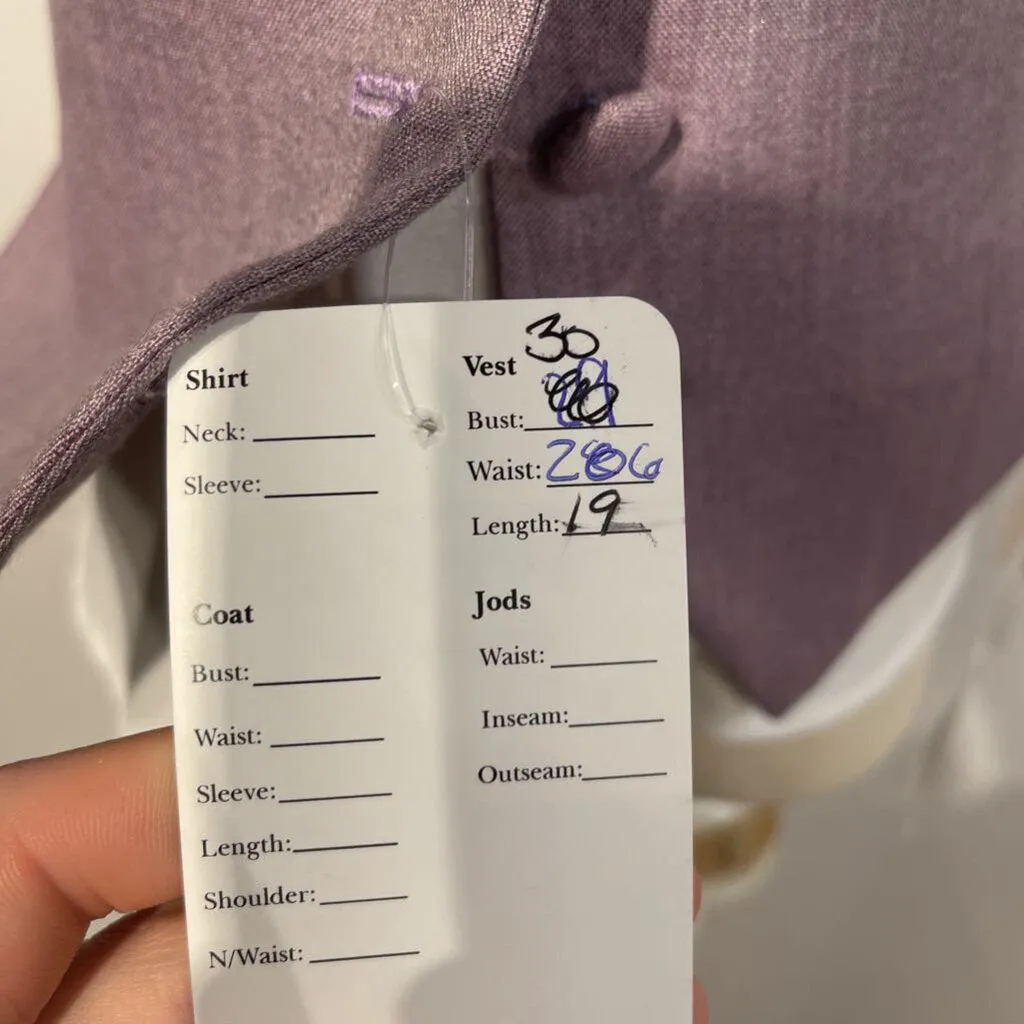 Shirt
Neck:
Sleeve:
Vest 30
Bust:
Waist:
Length: 19
Coat
Bust:
Waist:
Sleeve:
Length:
Shoulder:
N/Waist:
Jods
Waist:
Inseam:
Outseam: